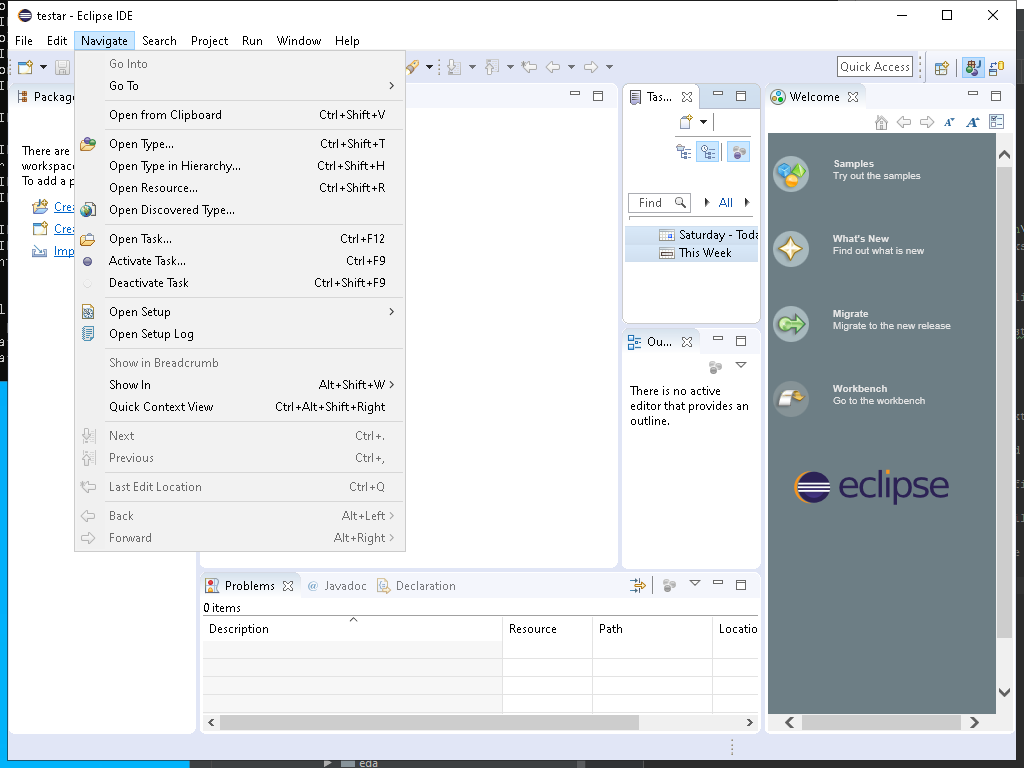 testar - Eclipse IDE
File Edit Navigate Search Project Run Window Help
Quick Access
Go Into
Go To
Open from Clipboard Ctrl+Shift+V
Open Type... Ctrl+Shift+T
Open Type in Hierarchy... Ctrl+Shift+H
Open Resource... Ctrl+Shift+R
Open Discovered Type...
Open Task... Ctrl+F12
Activate Task... Ctrl+F9
Deactivate Task Ctrl+Shift+F9
Open Setup
Open Setup Log
Show in Breadcrumb
Show In Alt+Shift+W
Quick Context View Ctrl+Alt+Shift+Right
Next Ctrl+.
Previous Ctrl+,
Last Edit Location Ctrl+Q
Back Alt+Left
Forward Alt+Right
Package
There are
workspac
To add a p
Crea
Crea
Imp
Tas...
Find All
Saturday - Toda
This Week
Ou...
There is no active
editor that provides an
outline.
Welcome
Samples
Try out the samples
What's New
Find out what is new
Migrate
Migrate to the new release
Workbench
Go to the workbench
eclipse
Problems @ Javadoc Declaration
0 items
Description Resource Path Locatio
eda